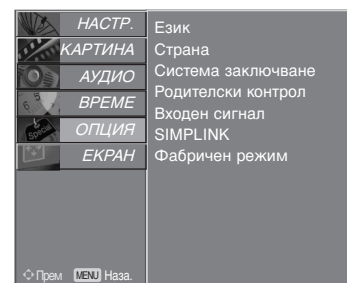 НАСТР.
КАРТИНА
АУДИО
ВРЕМЕ
ОПЦИЯ
ЕКРАН
Език
Страна
Система заключване
Родителски контрол
Входен сигнал
SIMPLINK
Фабричен режим
Прем MENU Наза.